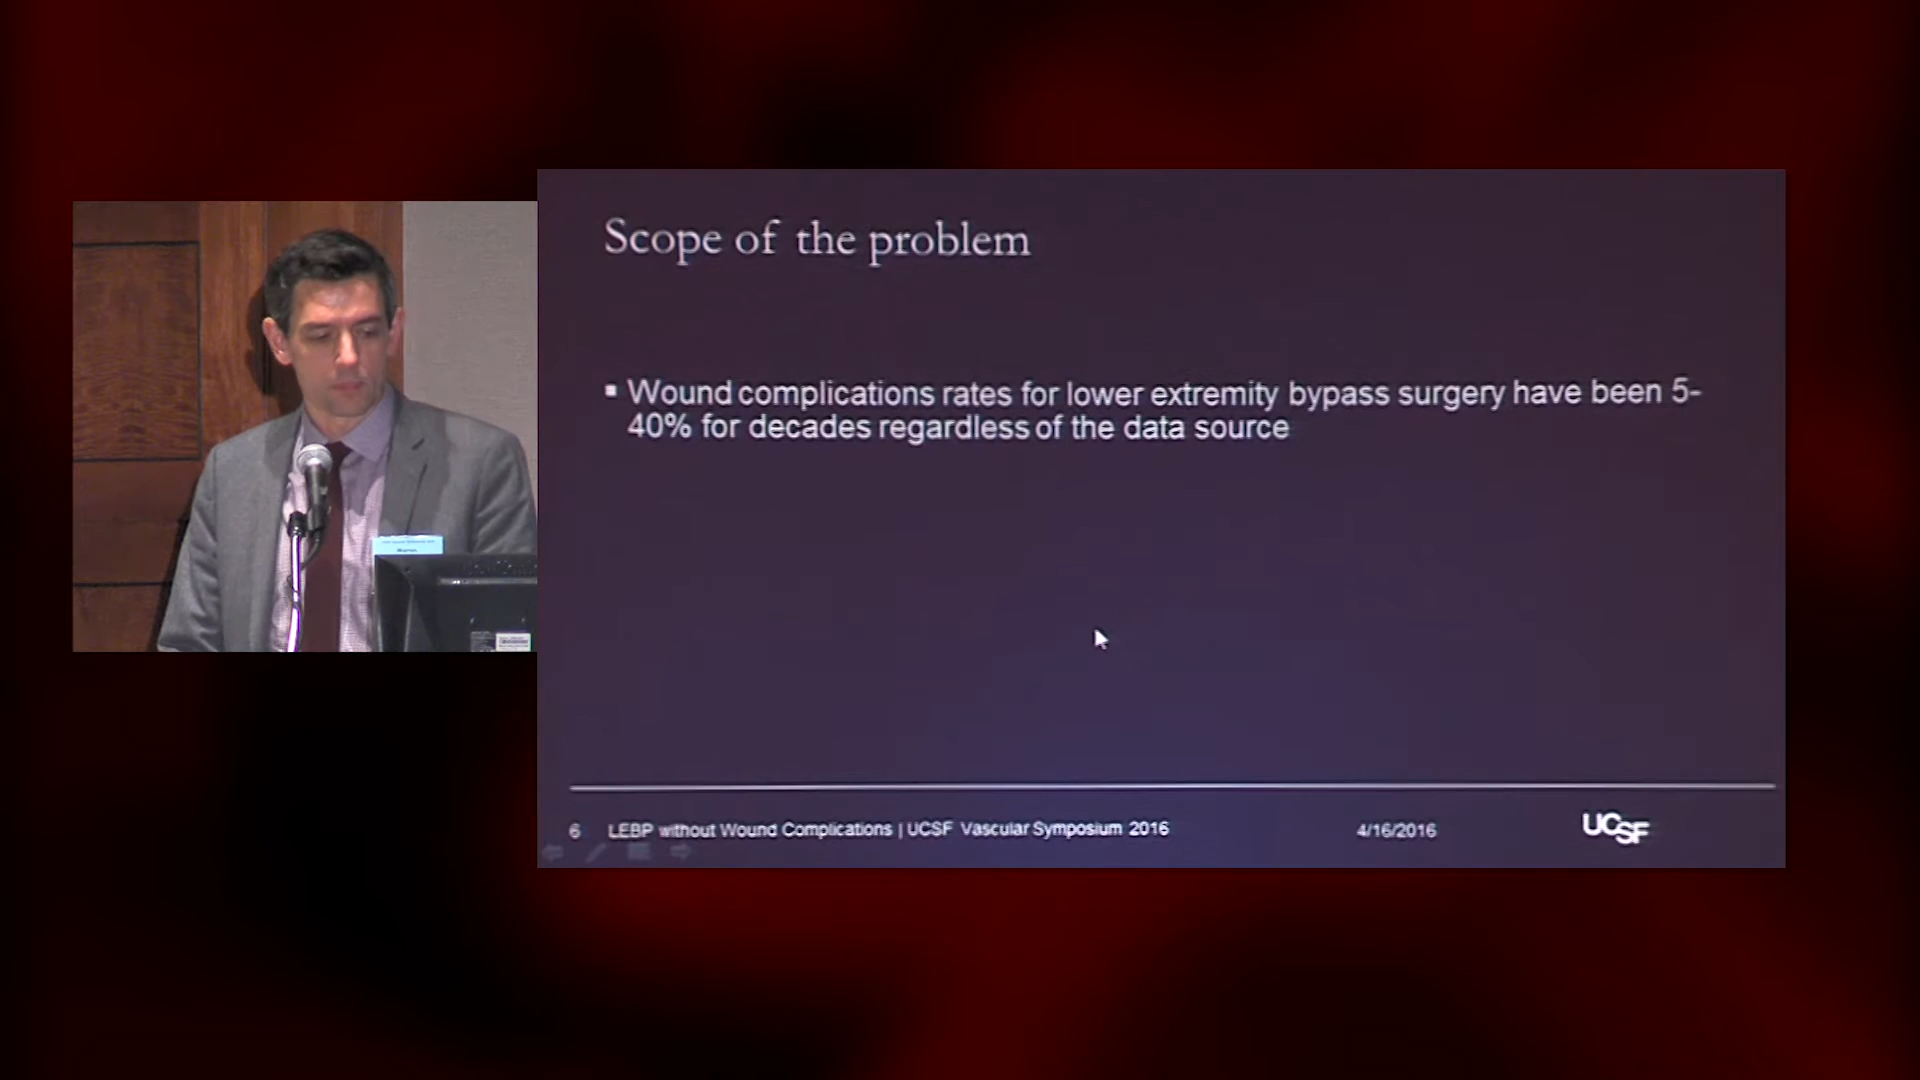 Scope of the problem
▪ Wound complications rates for lower extremity bypass surgery have been 5-
40% for decades regardless of the data source
6 LEBP without Wound Complications | UCSF Vascular Symposium 2016 4/16/2016 UCSF